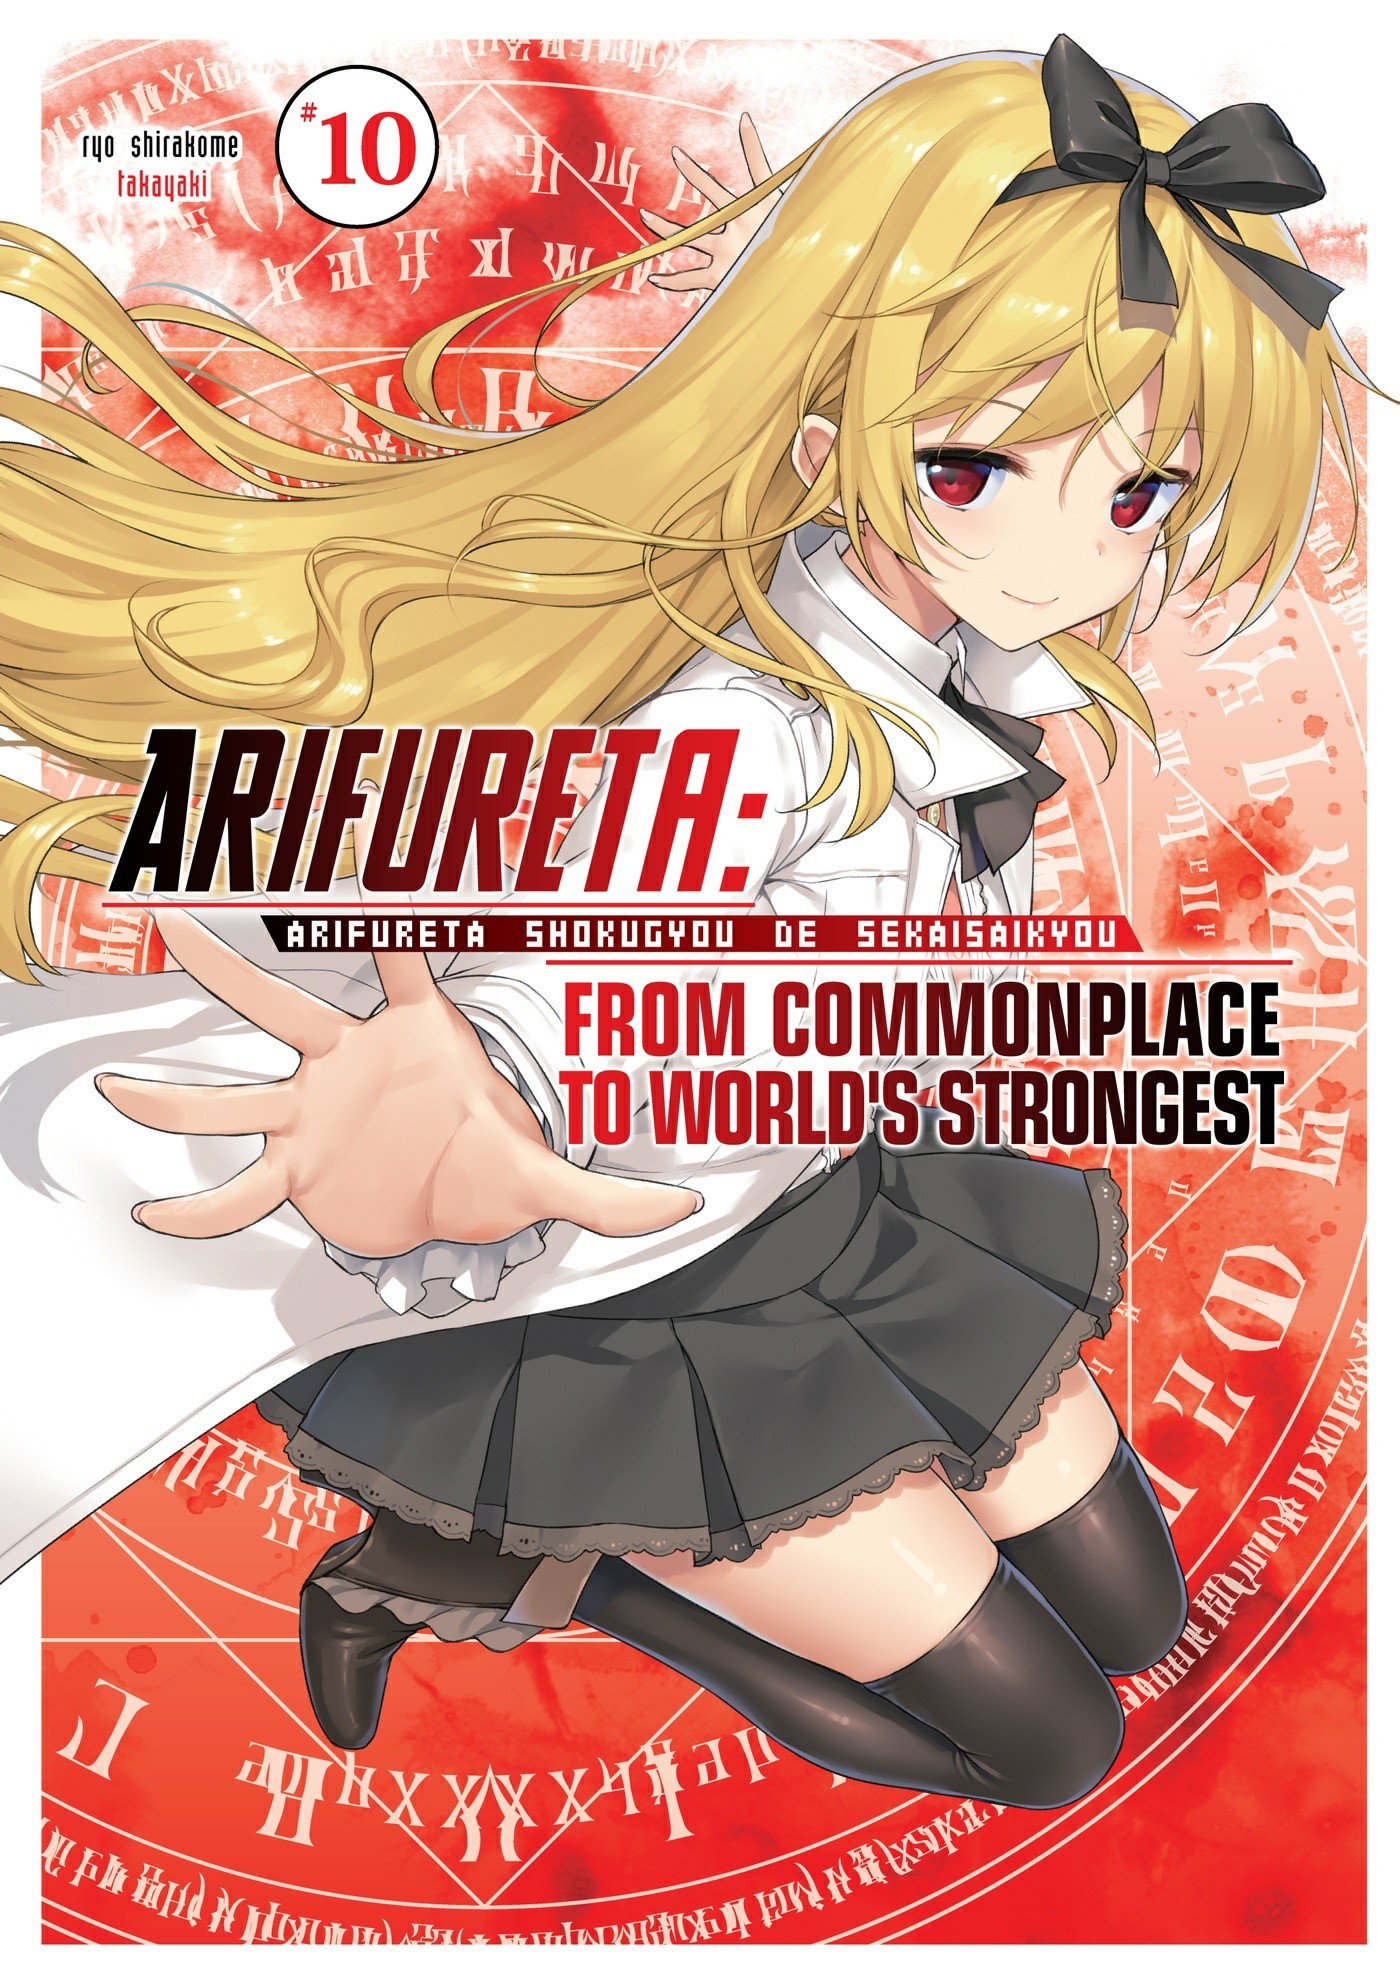 #10
ryo shirakome
takayaki
ARIFURETA:
ARIFURETA SHOKUGYOU DE SEKAISAIKYOU
FROM COMMONPLACE
TO WORLD'S STRONGEST